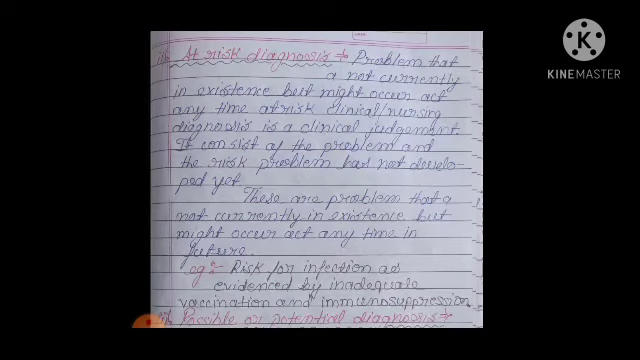 At risk diagnosis → Problem that
a not currently
in existence but might occur act
any time at risk clinical/nursing
diagnosis is a clinical judgement.
It consist of the problem and
the risk problem has not develo-
ped yet.
These are problem that a
not currently in existence but
might occur act any time in
future.
eg:- Risk for infection as
evidenced by inadequate
vaccination and immunosuppression
Possible or potential diagnosis →
K
KINEMASTER